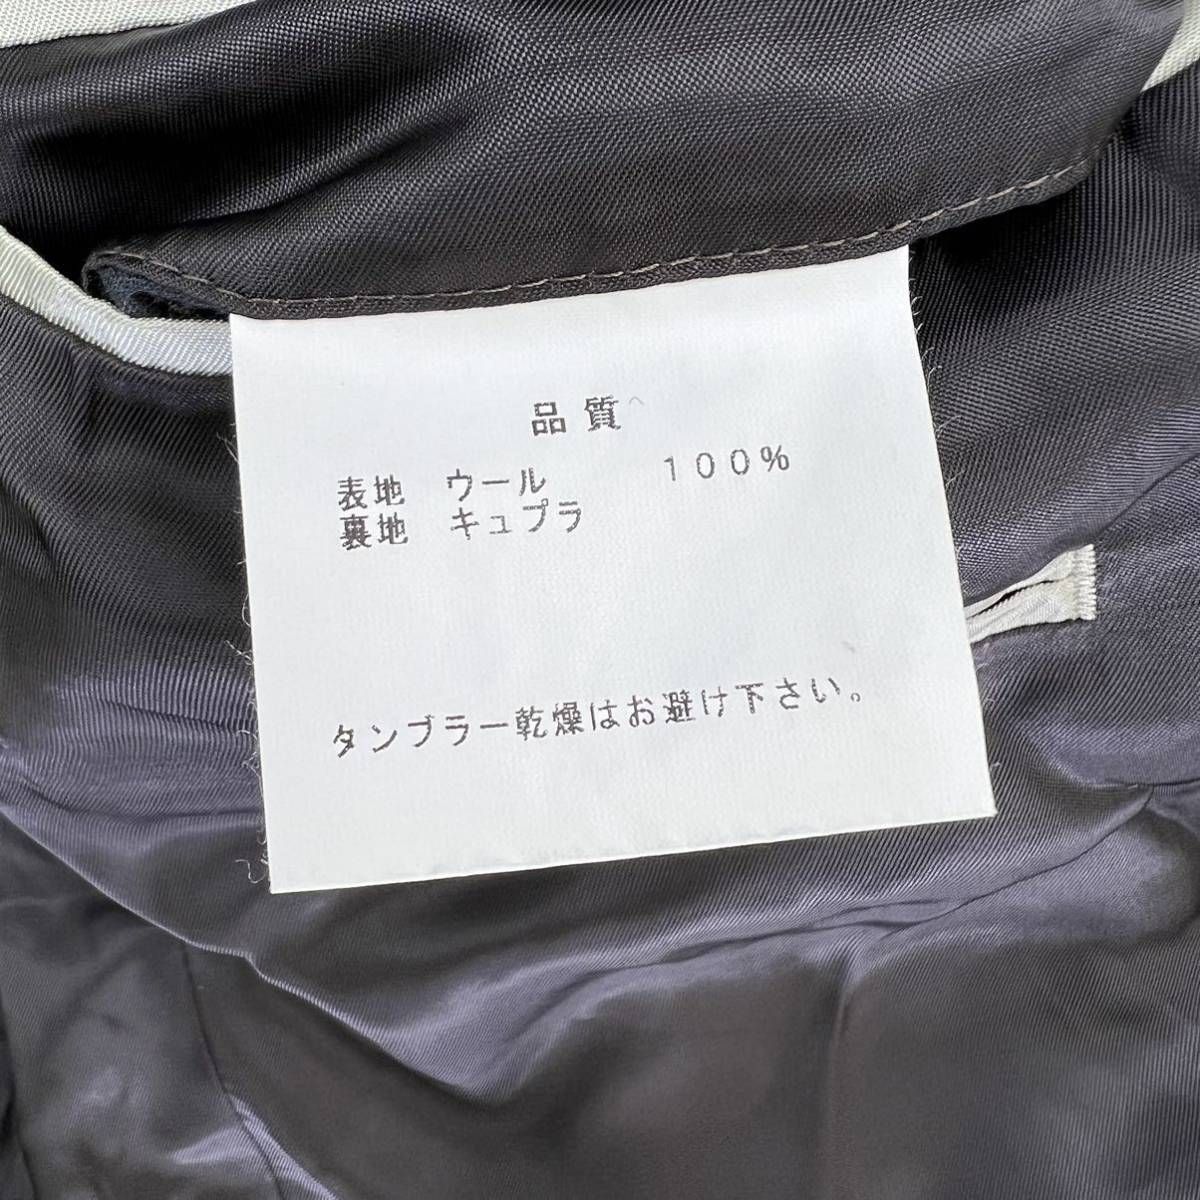 品質
表地 ウール 100%
裏地 キュプラ
タンブラー乾燥はお避け下さい。